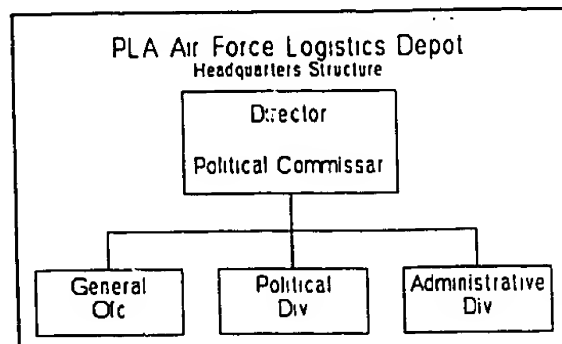 PLA Air Force Logistics Depot
Headquarters Structure
Director
Political Commissar
General
Ofc
Political
Div
Administrative
Div